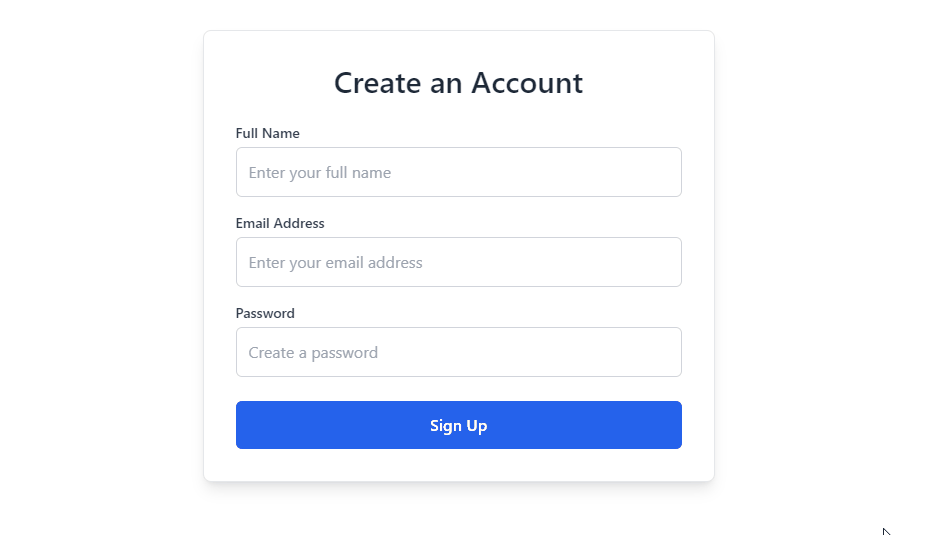 Create an Account
Full Name
Enter your full name
Email Address
Enter your email address
Password
Create a password
Sign Up